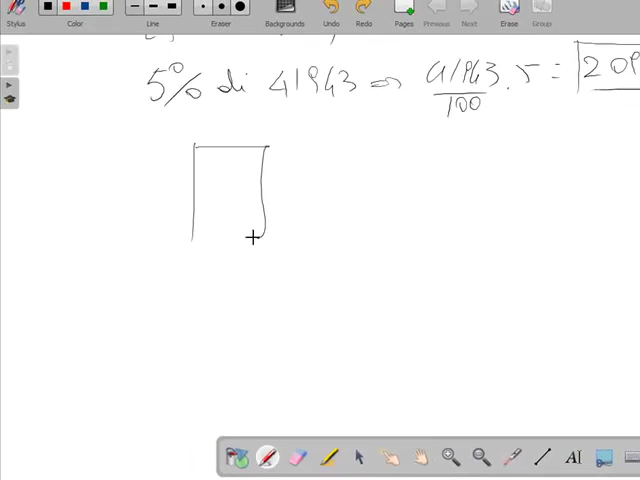 Stylus Color Line Eraser Backgrounds Undo Redo Pages Previous Next Erase Group
5% di 41943 => 41943/100 . 5 = 209
AI